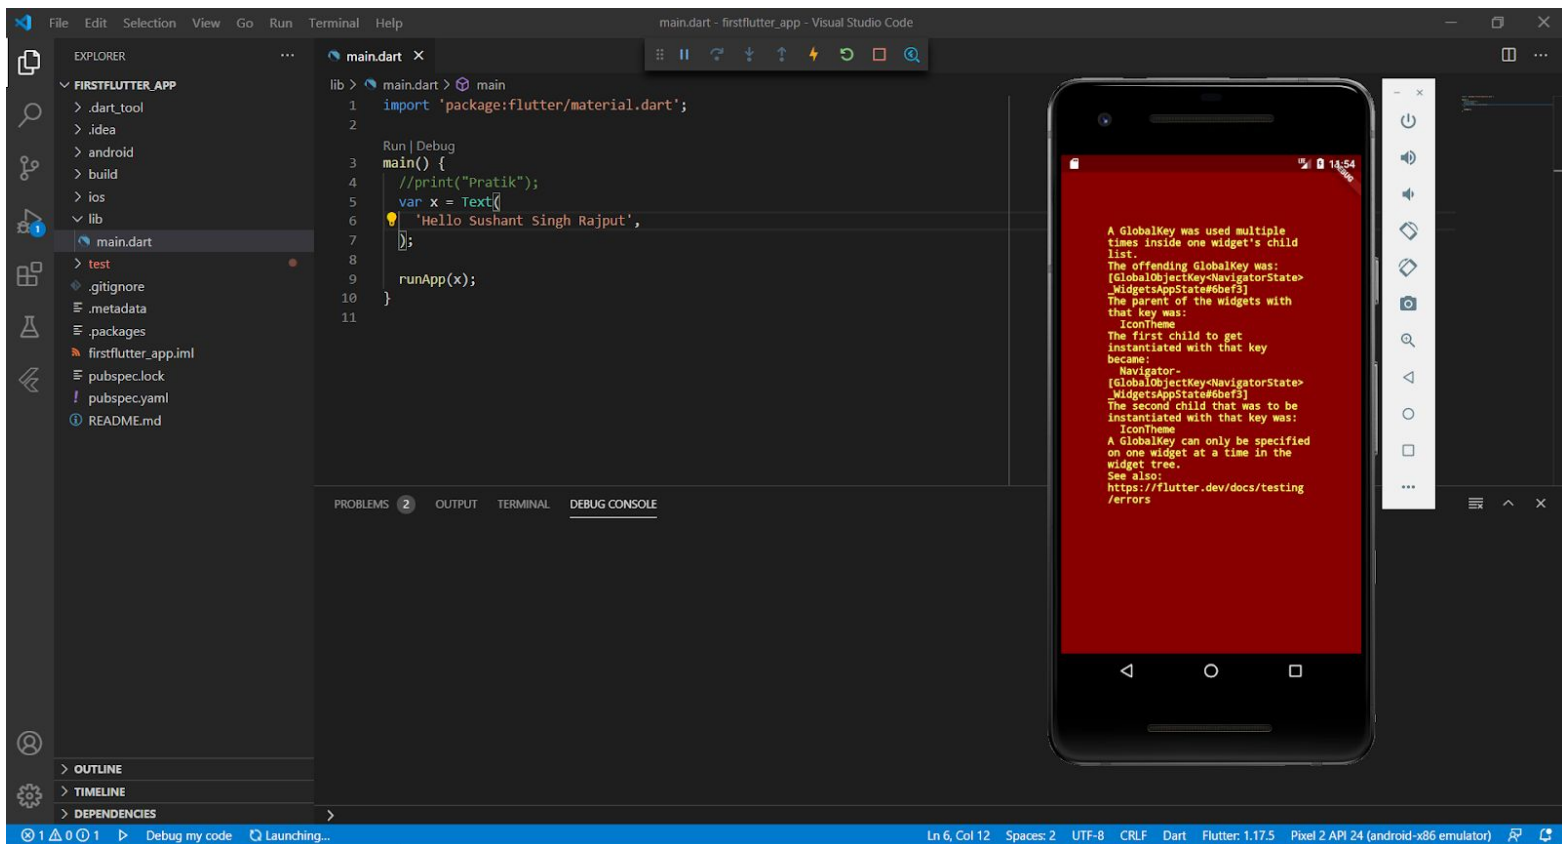 File Edit Selection View Go Run Terminal Help
main.dart - firstflutter_app - Visual Studio Code
EXPLORER
FIRSTFLUTTER_APP
.dart_tool
.idea
android
build
ios
lib
main.dart
test
.gitignore
.metadata
.packages
firstflutter_app.iml
pubspec.lock
pubspec.yaml
README.md
OUTLINE
TIMELINE
DEPENDENCIES
1
main.dart
lib > main.dart > main
1 import 'package:flutter/material.dart';
2
Run | Debug
3 main() {
4 //print("Pratik");
5 var x = Text(
6 'Hello Sushant Singh Rajput',
7 );
8
9 runApp(x);
10 }
11
PROBLEMS 2 OUTPUT TERMINAL DEBUG CONSOLE
11:54
DEBUG
A GlobalKey was used multiple
times inside one widget's child
list.
The offending GlobalKey was:
[GlobalObjectKey<NavigatorState>
_WidgetsAppState#6bef3]
The parent of the widgets with
that key was:
IconTheme
The first child to get
instantiated with that key
became:
Navigator-
[GlobalObjectKey<NavigatorState>
_WidgetsAppState#6bef3]
The second child that was to be
instantiated with that key was:
IconTheme
A GlobalKey can only be specified
on one widget at a time in the
widget tree.
See also:
https://flutter.dev/docs/testing
/errors
1 0 1 Debug my code Launching...
Ln 6, Col 12 Spaces: 2 UTF-8 CRLF Dart Flutter: 1.17.5 Pixel 2 API 24 (android-x86 emulator)